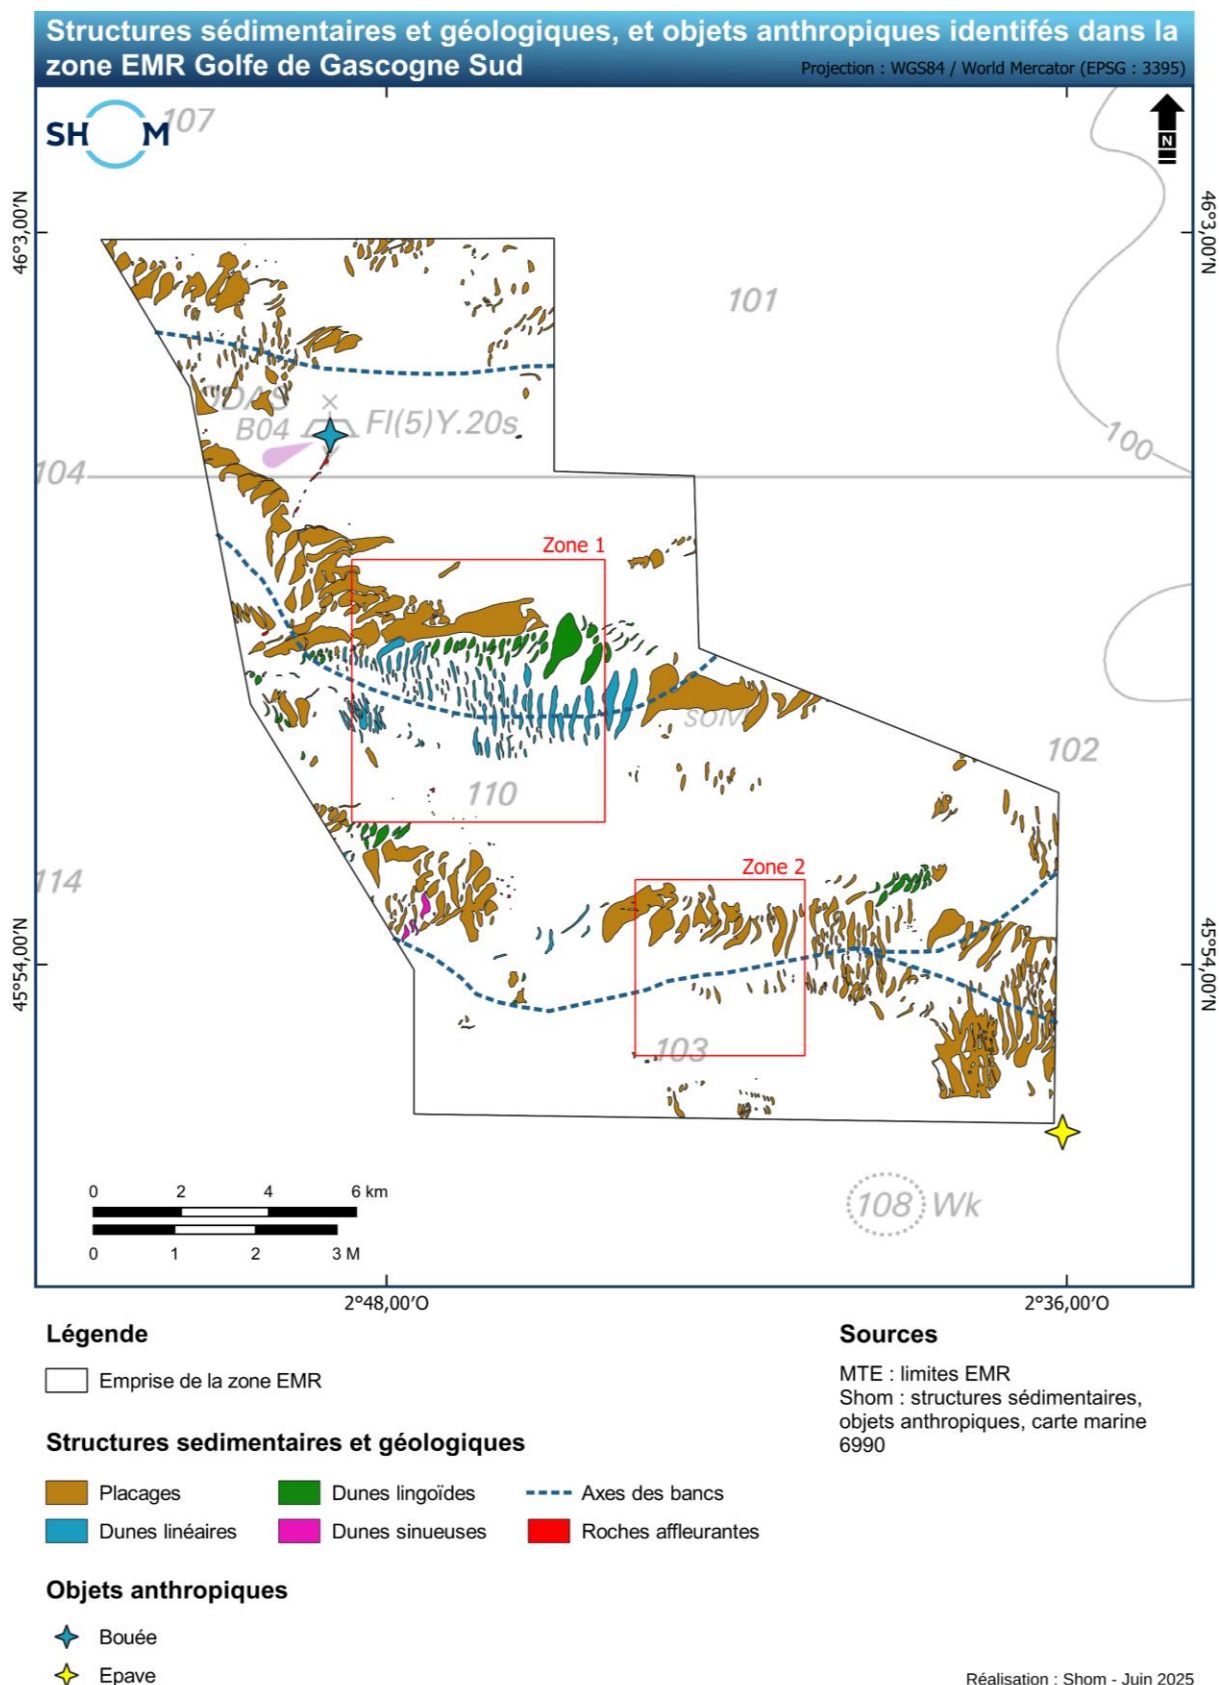 Structures sédimentaires et géologiques, et objets anthropiques identifés dans la
zone EMR Golfe de Gascogne Sud
Projection : WGS84 / World Mercator (EPSG : 3395)
SHOM
107
46°3,00'N
46°3,00'N
101
ODAS
B04
Fl(5)Y.20s
100
104
Zone 1
110
102
114
Zone 2
45°54,00'N
45°54,00'N
103
108 Wk
0 2 4 6 km
0 1 2 3 M
2°48,00'O
2°36,00'O
Légende
Emprise de la zone EMR
Sources
MTE : limites EMR
Shom : structures sédimentaires,
objets anthropiques, carte marine
6990
Structures sedimentaires et géologiques
Placages
Dunes lingoïdes
Axes des bancs
Dunes linéaires
Dunes sinueuses
Roches affleurantes
Objets anthropiques
Bouée
Epave
Réalisation : Shom - Juin 2025